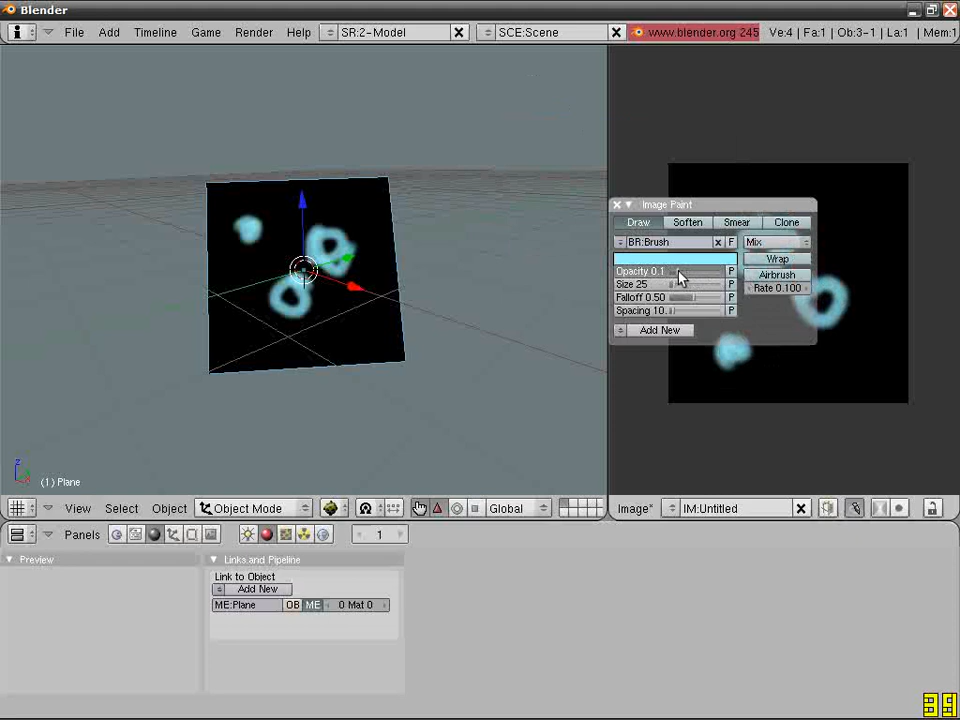 Blender
File Add Timeline Game Render Help SR:2-Model SCE:Scene www.blender.org 245 Ve:4 | Fa:1 | Ob:3-1 | La:1 | Mem:1
Image Paint
Draw Soften Smear Clone
BR:Brush F Mix
Wrap
Opacity 0.1 P Airbrush
Size 25 P Rate 0.100
Falloff 0.50 P
Spacing 10. P
Add New
z
(1) Plane
View Select Object Object Mode Global Image* IM:Untitled
Panels 1
Preview Links and Pipeline
Link to Object
Add New
ME:Plane OB ME 0 Mat 0
39